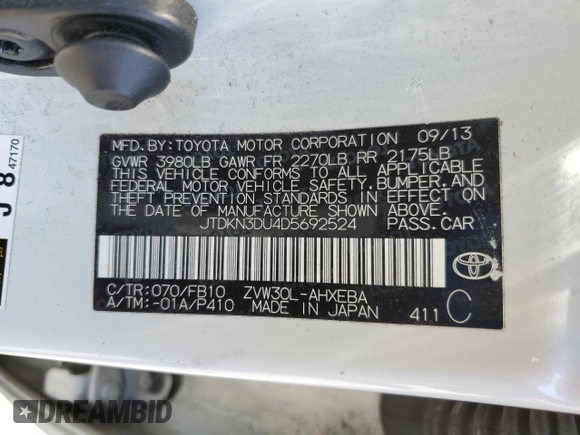 MFD. BY: TOYOTA MOTOR CORPORATION 09/13
GVWR 3980LB GAWR FR 2270LB RR 2175LB
THIS VEHICLE CONFORMS TO ALL APPLICABLE
FEDERAL MOTOR VEHICLE SAFETY, BUMPER, AND
THEFT PREVENTION STANDARDS IN EFFECT ON
THE DATE OF MANUFACTURE SHOWN ABOVE.
JTDKN3DU4D5692524 PASS.CAR
C/TR: 070/FB10 ZVW30L-AHXEBA
A/TM: -01A/P410 MADE IN JAPAN 411 C
J 8 47170
DREAMBID